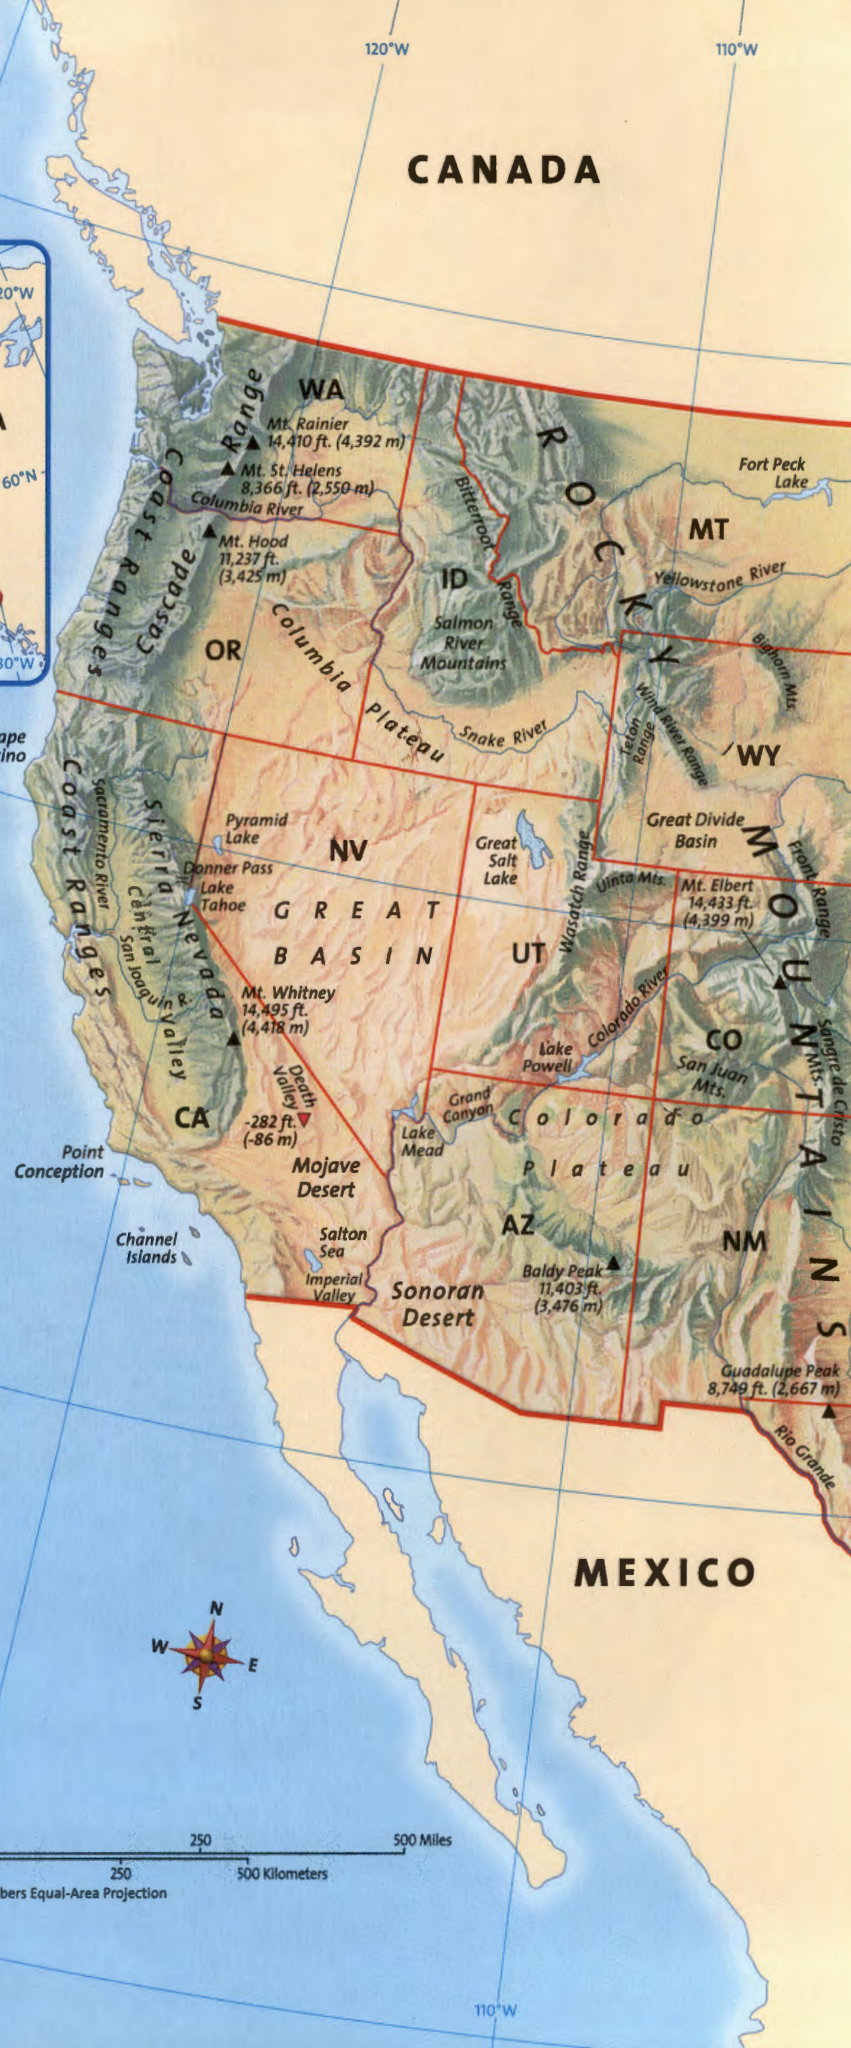 120°W
110°W
CANADA
20°W
60°N
WA
Range
Mt. Rainier
14,410 ft. (4,392 m)
Mt. St. Helens
8,366 ft. (2,550 m)
Columbia River
Mt. Hood
11,237 ft.
(3,425 m)
Coast Ranges
Cascade
OR
Columbia
Plateau
ID
Salmon
River
Mountains
Bitterroot
Range
ROCKY
Fort Peck
Lake
MT
Yellowstone River
Bighorn Mts.
Wind River Range
Teton
Range
WY
Snake River
30°W
ape
ino
Coast Ranges
Sacramento River
Sierra Nevada
Central
Valley
San Joaquin R.
Pyramid
Lake
Donner Pass
Lake
Tahoe
NV
GREAT
BASIN
Great
Salt
Lake
Wasatch Range
UT
Great Divide
Basin
Uinta Mts.
Mt. Elbert
14,433 ft.
(4,399 m)
Front Range
MOUNTAINS
Colorado River
CO
San Juan
Mts.
Sangre de Cristo
Mts.
Mt. Whitney
14,495 ft.
(4,418 m)
Death
Valley
-282 ft.
(-86 m)
CA
Lake
Powell
Grand
Canyon
Lake
Mead
Colorado
Plateau
Point
Conception
Mojave
Desert
Channel
Islands
Salton
Sea
Imperial
Valley
AZ
NM
Baldy Peak
11,403 ft.
(3,476 m)
Sonoran
Desert
Guadalupe Peak
8,749 ft. (2,667 m)
Rio Grande
MEXICO
N
W
E
S
250
500 Miles
250
500 Kilometers
bers Equal-Area Projection
110°W